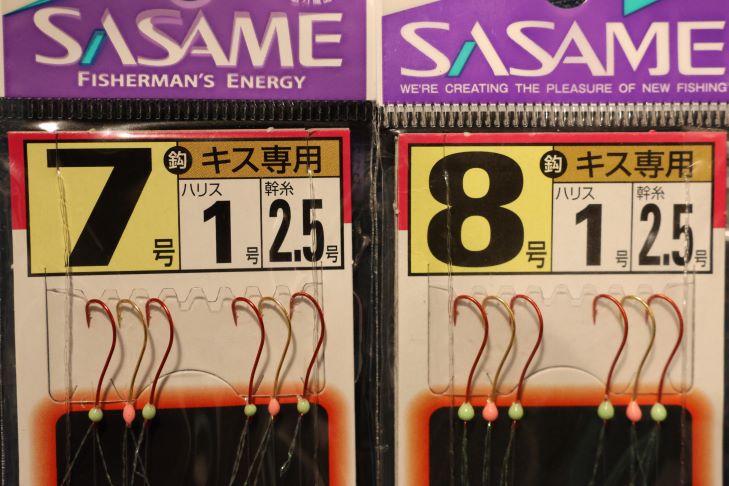 SASAME
FISHERMAN'S ENERGY
7号
鈎 キス専用
ハリス 幹糸
1号 2.5号
SASAME
WE'RE CREATING THE PLEASURE OF NEW FISHING
8号
鈎 キス専用
ハリス 幹糸
1号 2.5号